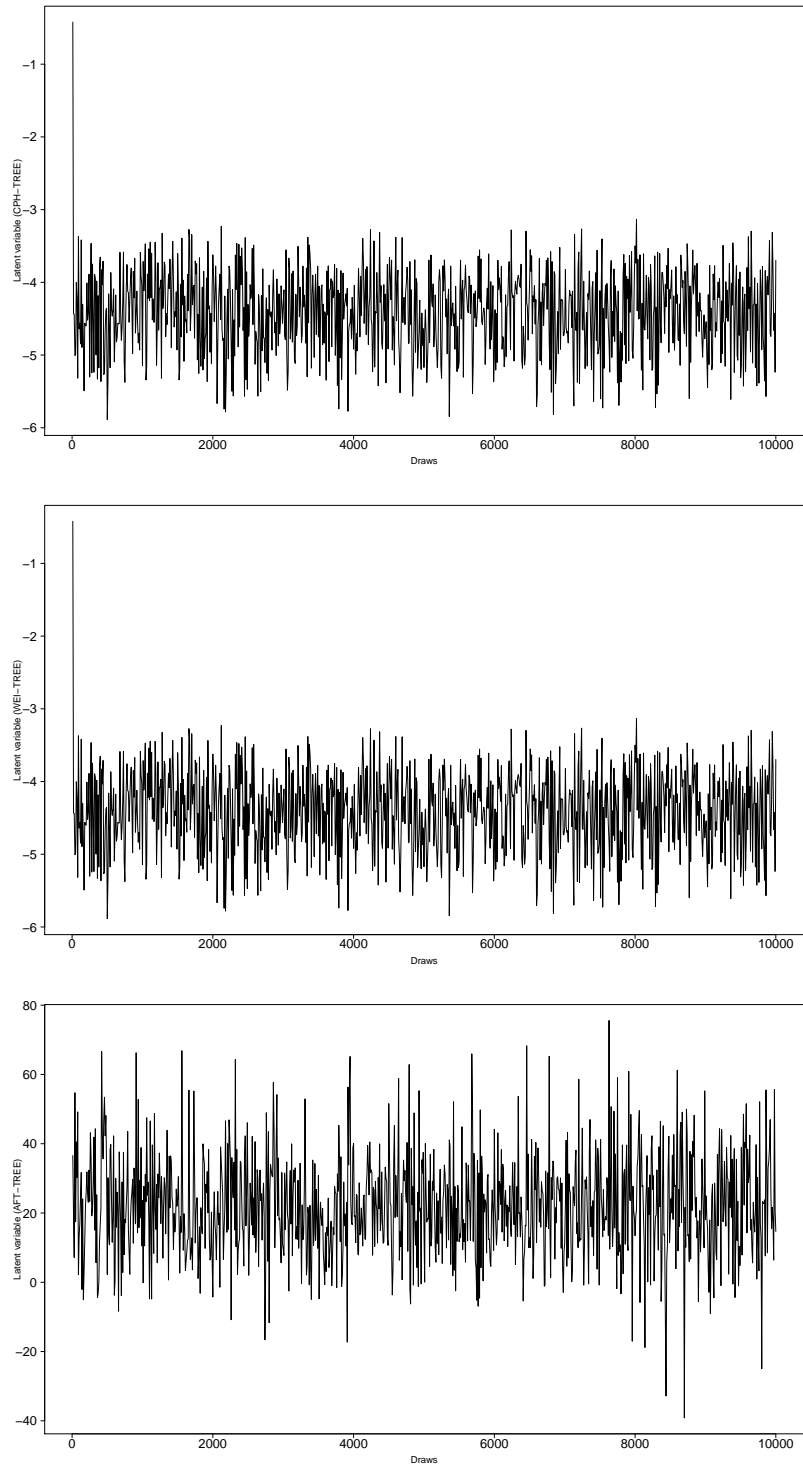 −1
−2
−3
−4
−5
−6
Latent variable (CPH−TREE)
0 2000 4000 6000 8000 10000
Draws
−1
−2
−3
−4
−5
−6
Latent variable (WEI−TREE)
0 2000 4000 6000 8000 10000
Draws
80
60
40
20
0
−20
−40
Latent variable (AFT−TREE)
0 2000 4000 6000 8000 10000
Draws